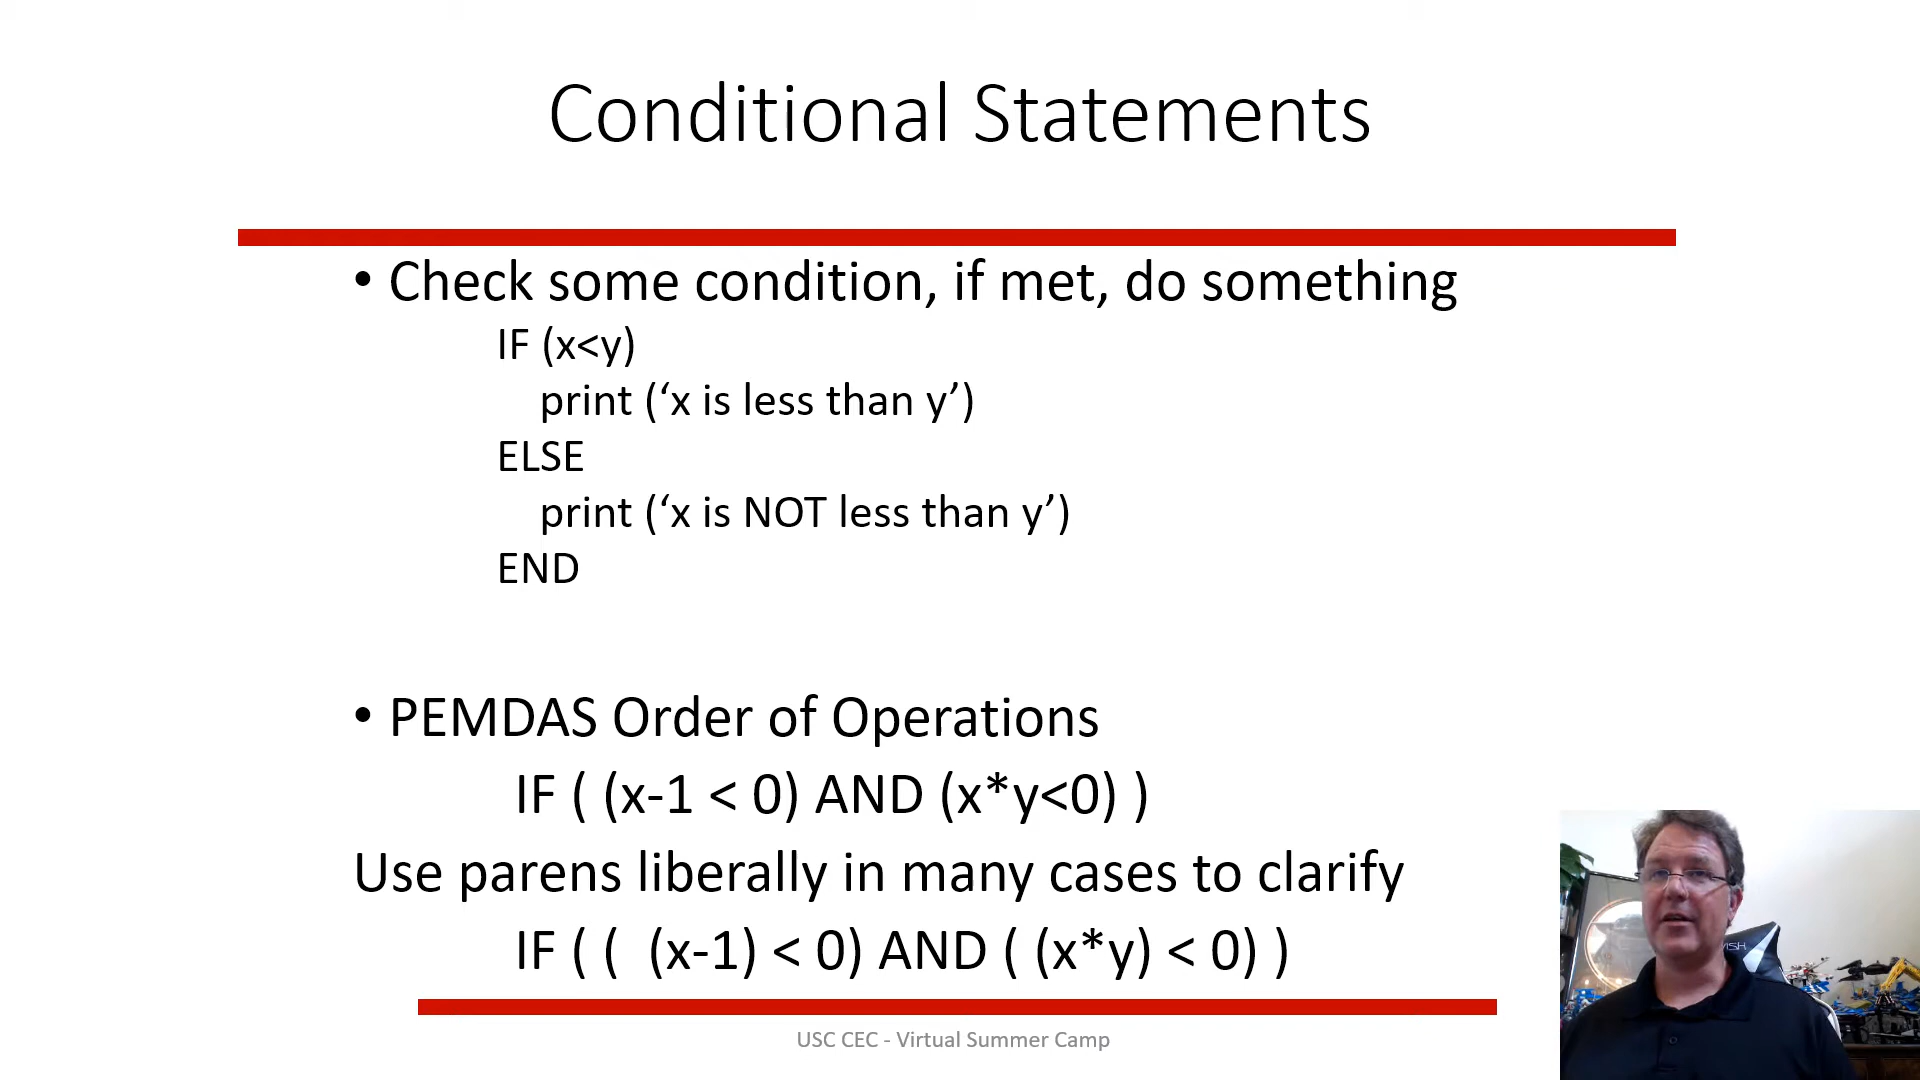 Conditional Statements
• Check some condition, if met, do something
IF (x<y)
print (‘x is less than y’)
ELSE
print (‘x is NOT less than y’)
END
• PEMDAS Order of Operations
IF ( (x-1 < 0) AND (x*y<0) )
Use parens liberally in many cases to clarify
IF ( ( (x-1) < 0) AND ( (x*y) < 0) )
USC CEC - Virtual Summer Camp